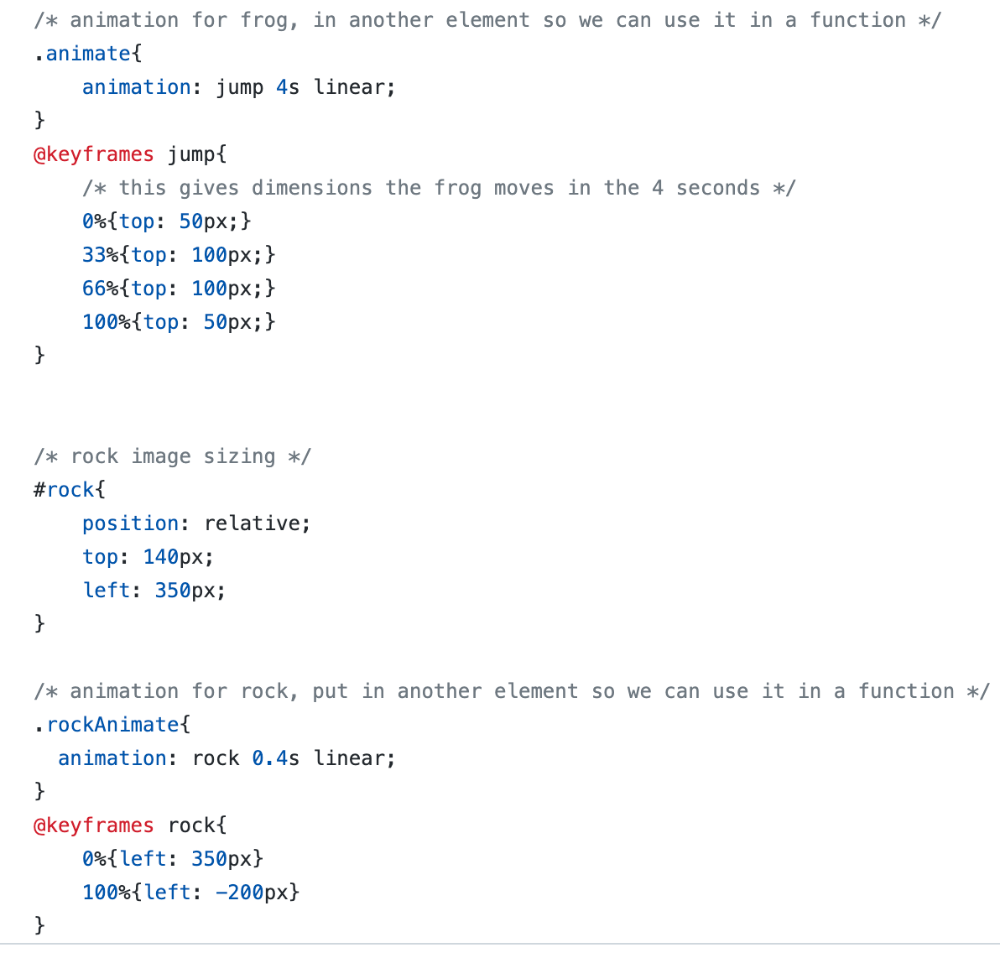 /* animation for frog, in another element so we can use it in a function */
.animate{
    animation: jump 4s linear;
}
@keyframes jump{
    /* this gives dimensions the frog moves in the 4 seconds */
    0%{top: 50px;}
    33%{top: 100px;}
    66%{top: 100px;}
    100%{top: 50px;}
}
/* rock image sizing */
#rock{
    position: relative;
    top: 140px;
    left: 350px;
}
/* animation for rock, put in another element so we can use it in a function */
.rockAnimate{
  animation: rock 0.4s linear;
}
@keyframes rock{
    0%{left: 350px}
    100%{left: -200px}
}